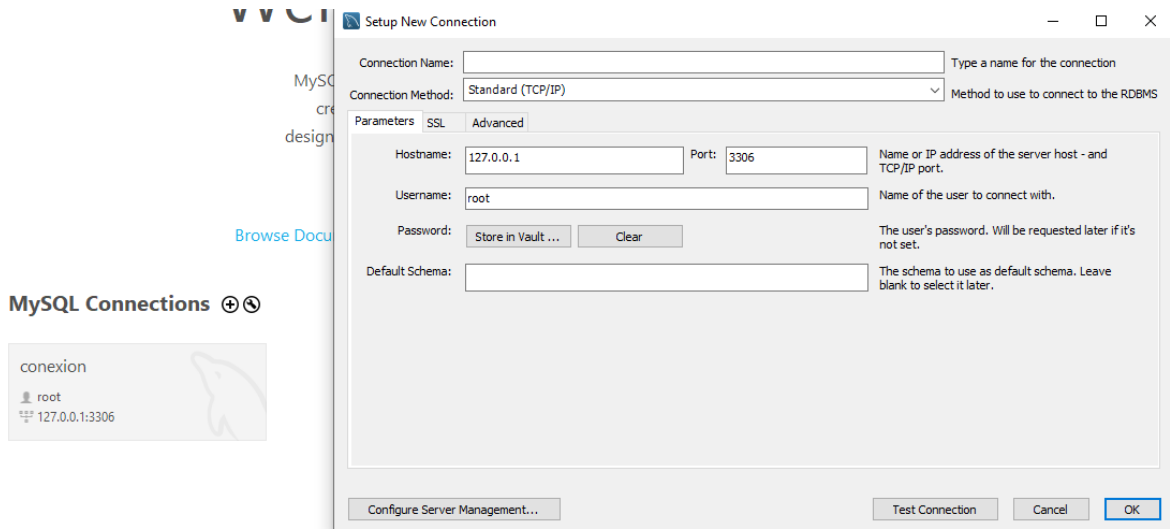 MySQL Connections
conexion
root
127.0.0.1:3306
Setup New Connection
Connection Name:
Type a name for the connection
Connection Method:
Standard (TCP/IP)
Method to use to connect to the RDBMS
Parameters
SSL
Advanced
Hostname:
127.0.0.1
Port:
3306
Name or IP address of the server host - and
TCP/IP port.
Username:
root
Name of the user to connect with.
Password:
Store in Vault ...
Clear
The user's password. Will be requested later if it's
not set.
Default Schema:
The schema to use as default schema. Leave
blank to select it later.
Configure Server Management...
Test Connection
Cancel
OK
design
Browse